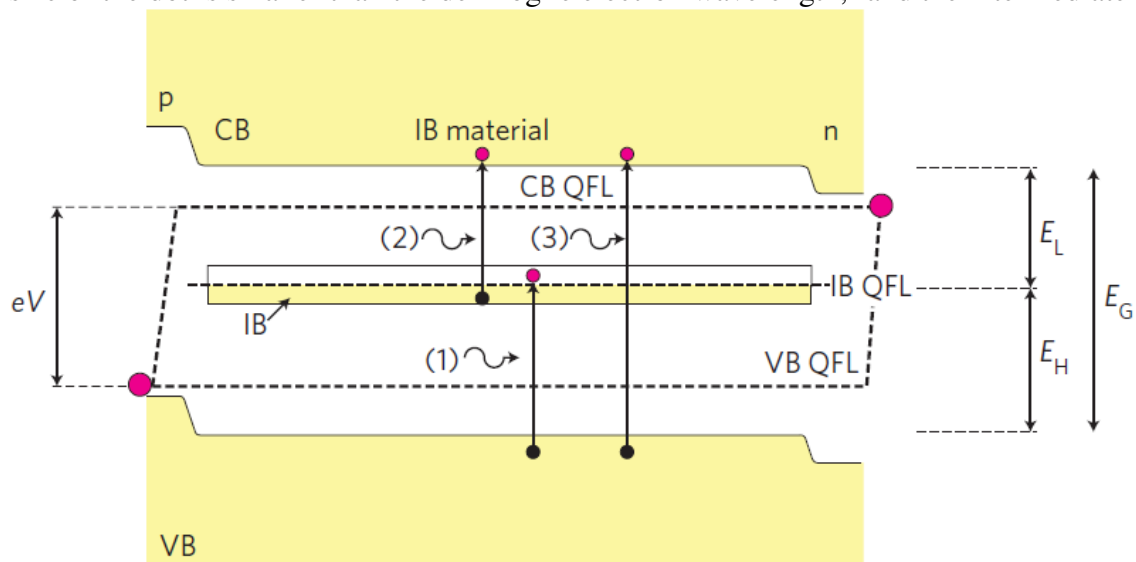 p
CB
IB material
n
CB QFL
(2)
(3)
E_L
eV
IB QFL
E_G
IB
(1)
VB QFL
E_H
VB